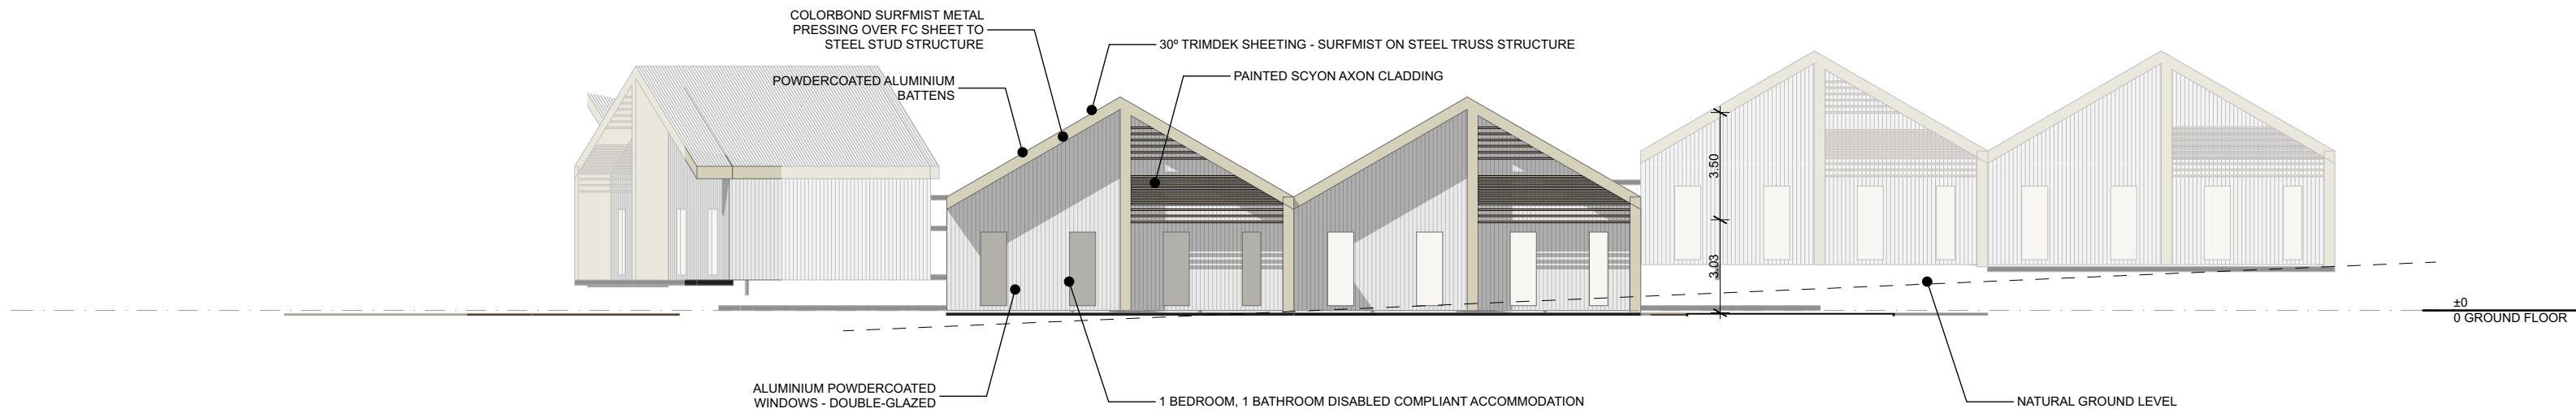 COLORBOND SURFMIST METAL
PRESSING OVER FC SHEET TO
STEEL STUD STRUCTURE
30º TRIMDEK SHEETING - SURFMIST ON STEEL TRUSS STRUCTURE
POWDERCOATED ALUMINIUM
BATTENS
PAINTED SCYON AXON CLADDING
3.50
3.03
±0
0 GROUND FLOOR
ALUMINIUM POWDERCOATED
WINDOWS - DOUBLE-GLAZED
1 BEDROOM, 1 BATHROOM DISABLED COMPLIANT ACCOMMODATION
NATURAL GROUND LEVEL